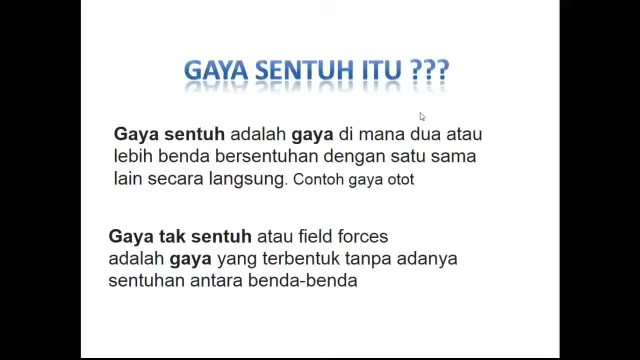 GAYA SENTUH ITU ???
Gaya sentuh adalah gaya di mana dua atau
lebih benda bersentuhan dengan satu sama
lain secara langsung. Contoh gaya otot
Gaya tak sentuh atau field forces
adalah gaya yang terbentuk tanpa adanya
sentuhan antara benda-benda